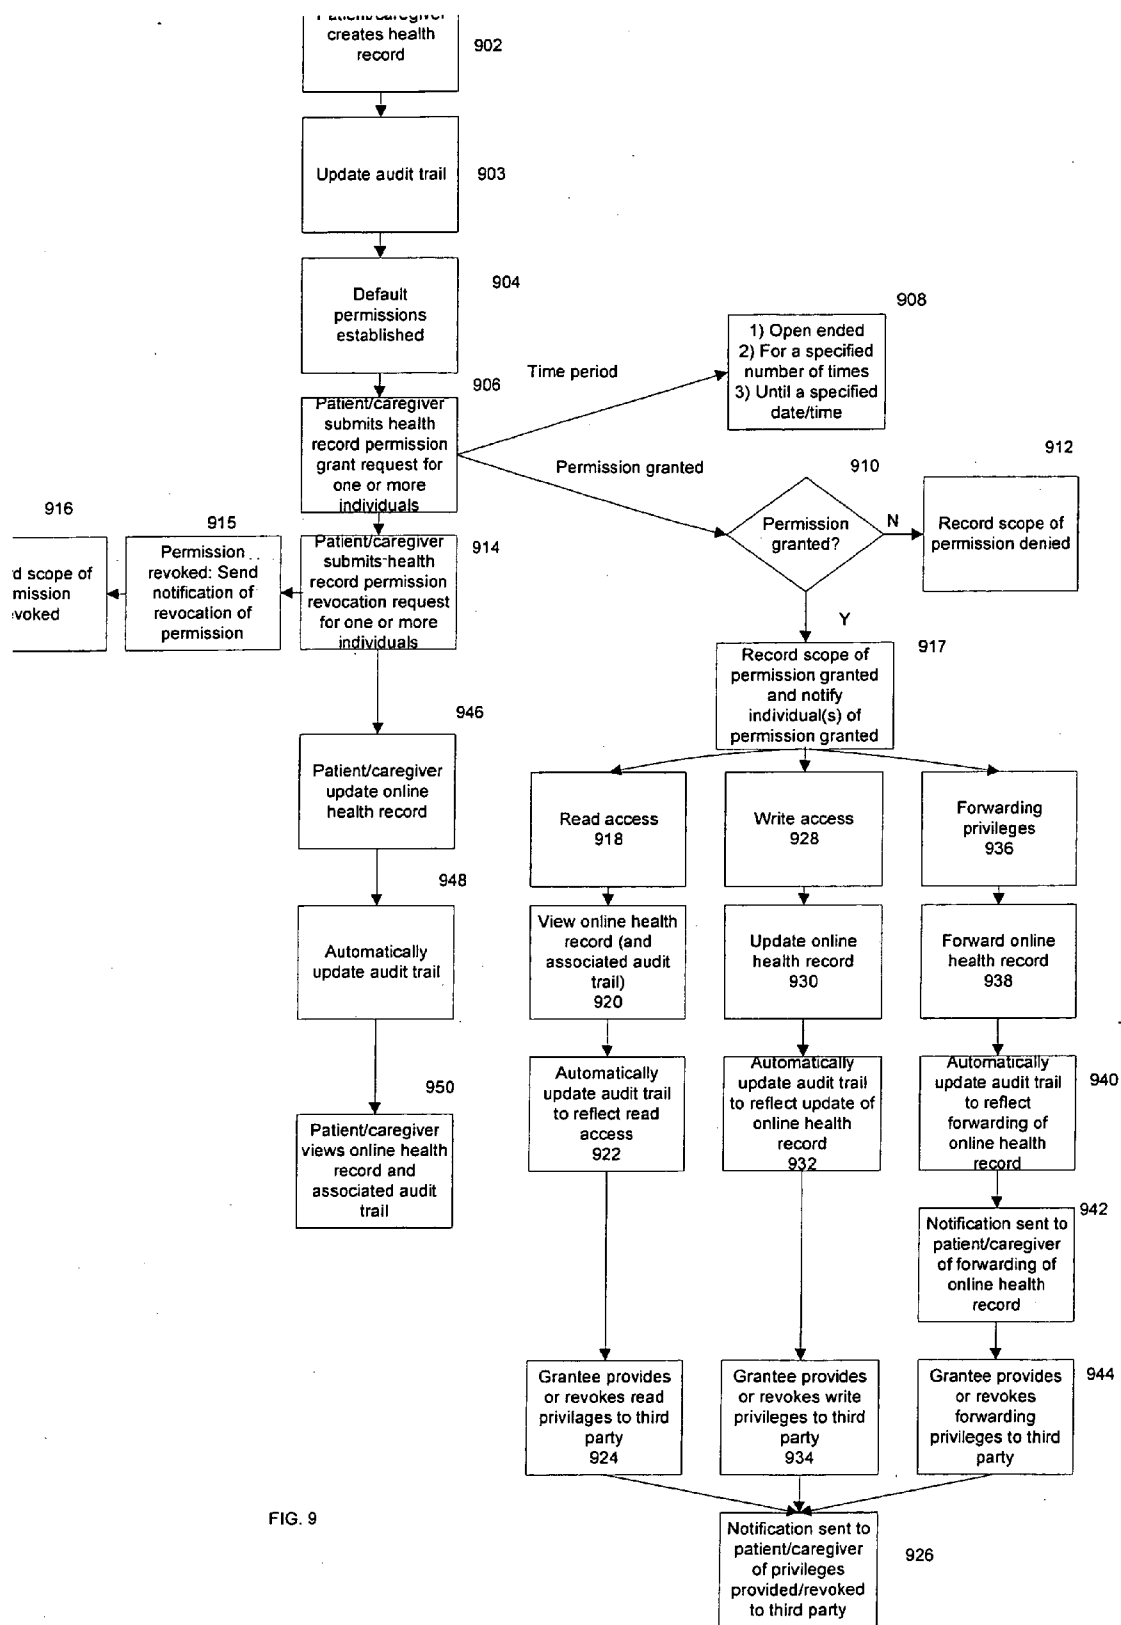 Patient/caregiver
creates health
record
902
Update audit trail
903
Default
permissions
established
904
906
Patient/caregiver
submits health
record permission
grant request for
one or more
individuals
Time period
908
1) Open ended
2) For a specified
number of times
3) Until a specified
date/time
Permission granted
910
Permission
granted?
N
912
Record scope of
permission denied
Y
914
Patient/caregiver
submits health
record permission
revocation request
for one or more
individuals
915
Permission
revoked: Send
notification of
revocation of
permission
916
d scope of
mission
voked
917
Record scope of
permission granted
and notify
individual(s) of
permission granted
946
Patient/caregiver
update online
health record
948
Automatically
update audit trail
950
Patient/caregiver
views online health
record and
associated audit
trail
Read access
918
View online health
record (and
associated audit
trail)
920
Automatically
update audit trail
to reflect read
access
922
Grantee provides
or revokes read
privilages to third
party
924
Write access
928
Update online
health record
930
Automatically
update audit trail
to reflect update of
online health
record
932
Grantee provides
or revokes write
privileges to third
party
934
Forwarding
privileges
936
Forward online
health record
938
Automatically
update audit trail
to reflect
forwarding of
online health
record
940
942
Notification sent to
patient/caregiver
of forwarding of
online health
record
Grantee provides
or revokes
forwarding
privileges to third
party
944
Notification sent to
patient/caregiver
of privileges
provided/revoked
to third party
926
FIG. 9